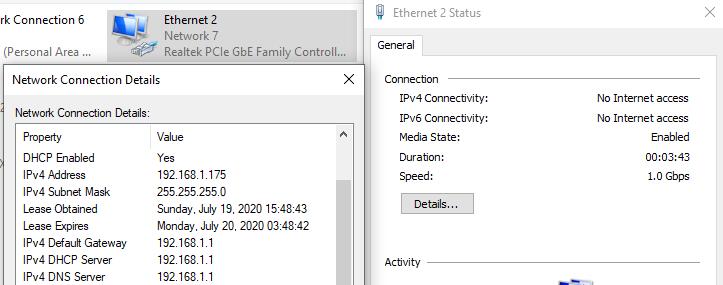 rk Connection 6
(Personal Area ...
Ethernet 2
Network 7
Realtek PCIe GbE Family Controll...
Network Connection Details
Network Connection Details:
Property Value
DHCP Enabled Yes
IPv4 Address 192.168.1.175
IPv4 Subnet Mask 255.255.255.0
Lease Obtained Sunday, July 19, 2020 15:48:43
Lease Expires Monday, July 20, 2020 03:48:42
IPv4 Default Gateway 192.168.1.1
IPv4 DHCP Server 192.168.1.1
IPv4 DNS Server 192.168.1.1
Ethernet 2 Status
General
Connection
IPv4 Connectivity: No Internet access
IPv6 Connectivity: No Internet access
Media State: Enabled
Duration: 00:03:43
Speed: 1.0 Gbps
Details...
Activity